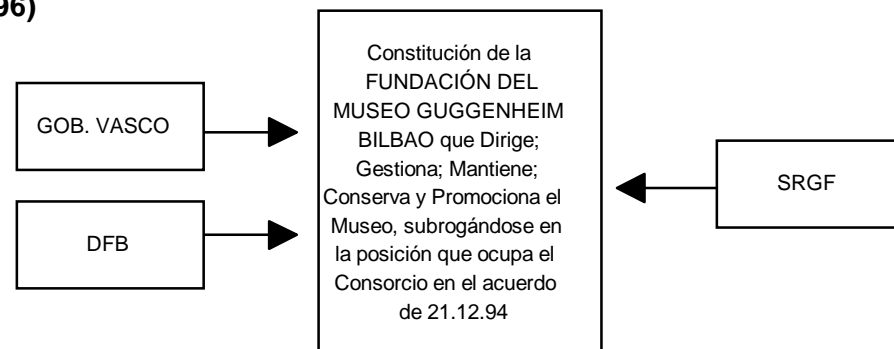 96)
GOB. VASCO
DFB
Constitución de la
FUNDACIÓN DEL
MUSEO GUGGENHEIM
BILBAO que Dirige;
Gestiona; Mantiene;
Conserva y Promociona el
Museo, subrogándose en
la posición que ocupa el
Consorcio en el acuerdo
de 21.12.94
SRGF